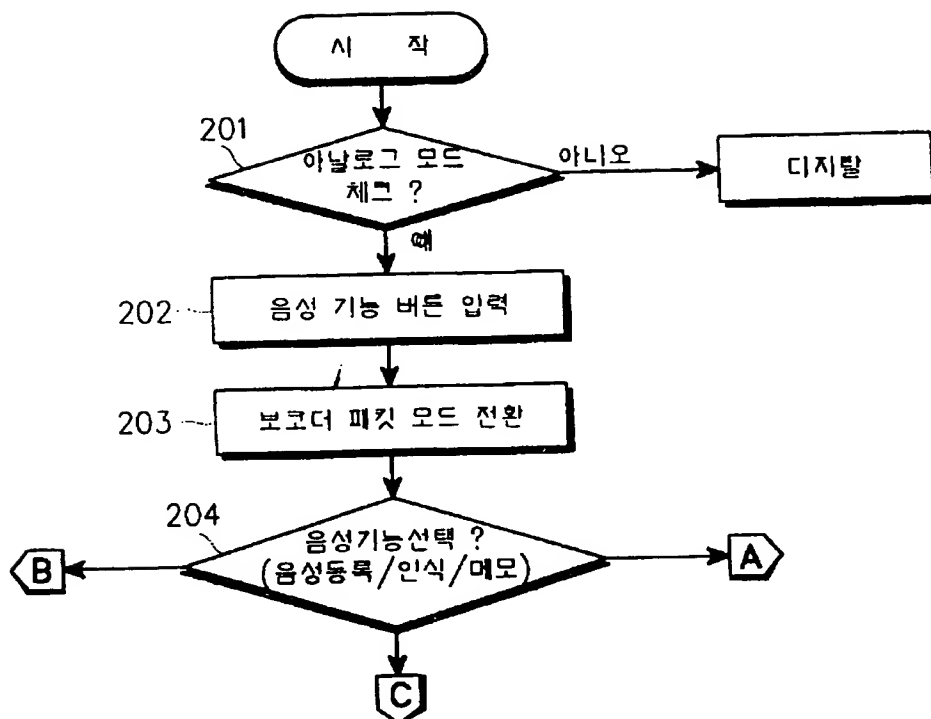 시 작
201
아날로그 모드
체크 ?
아니오
디지탈
예
202
음성 기능 버튼 입력
203
보코더 패킷 모드 전환
204
음성기능선택 ?
(음성등록/인식/메모)
B
A
C